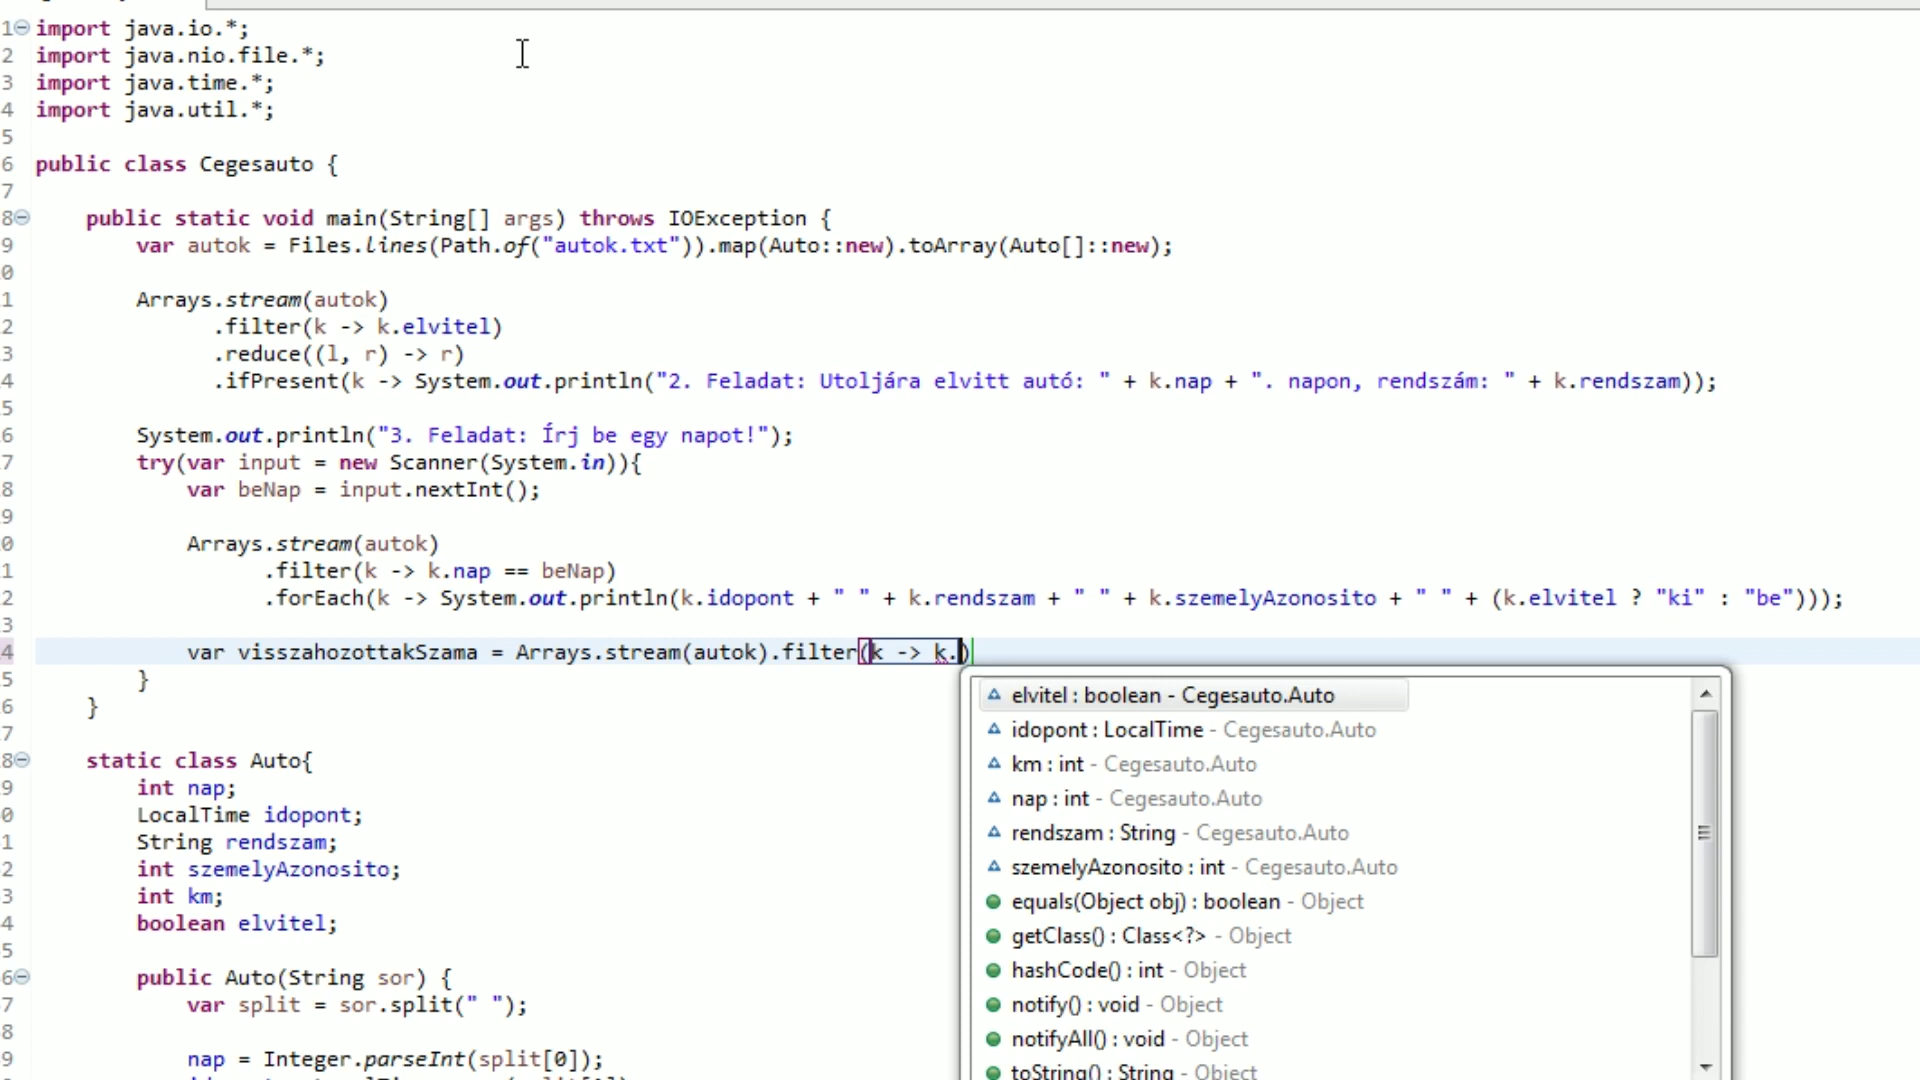 1 import java.io.*;
2 import java.nio.file.*;
3 import java.time.*;
4 import java.util.*;
5
6 public class Cegesauto {
7
8 public static void main(String[] args) throws IOException {
9 var autok = Files.lines(Path.of("autok.txt")).map(Auto::new).toArray(Auto[]::new);
0
1 Arrays.stream(autok)
2 .filter(k -> k.elvitel)
3 .reduce((l, r) -> r)
4 .ifPresent(k -> System.out.println("2. Feladat: Utoljára elvitt autó: " + k.nap + ". napon, rendszám: " + k.rendszam));
5
6 System.out.println("3. Feladat: Írj be egy napot!");
7 try(var input = new Scanner(System.in)){
8 var beNap = input.nextInt();
9
0 Arrays.stream(autok)
1 .filter(k -> k.nap == beNap)
2 .forEach(k -> System.out.println(k.idopont + " " + k.rendszam + " " + k.szemelyAzonosito + " " + (k.elvitel ? "ki" : "be")));
3
4 var visszahozottakSzama = Arrays.stream(autok).filter(k -> k.)
5 }
6 }
7
8 static class Auto{
9 int nap;
0 LocalTime idopont;
1 String rendszam;
2 int szemelyAzonosito;
3 int km;
4 boolean elvitel;
5
6 public Auto(String sor) {
7 var split = sor.split(" ");
8
9 nap = Integer.parseInt(split[0]);
elvitel : boolean - Cegesauto.Auto
idopont : LocalTime - Cegesauto.Auto
km : int - Cegesauto.Auto
nap : int - Cegesauto.Auto
rendszam : String - Cegesauto.Auto
szemelyAzonosito : int - Cegesauto.Auto
equals(Object obj) : boolean - Object
getClass() : Class<?> - Object
hashCode() : int - Object
notify() : void - Object
notifyAll() : void - Object
toString() : String - Object